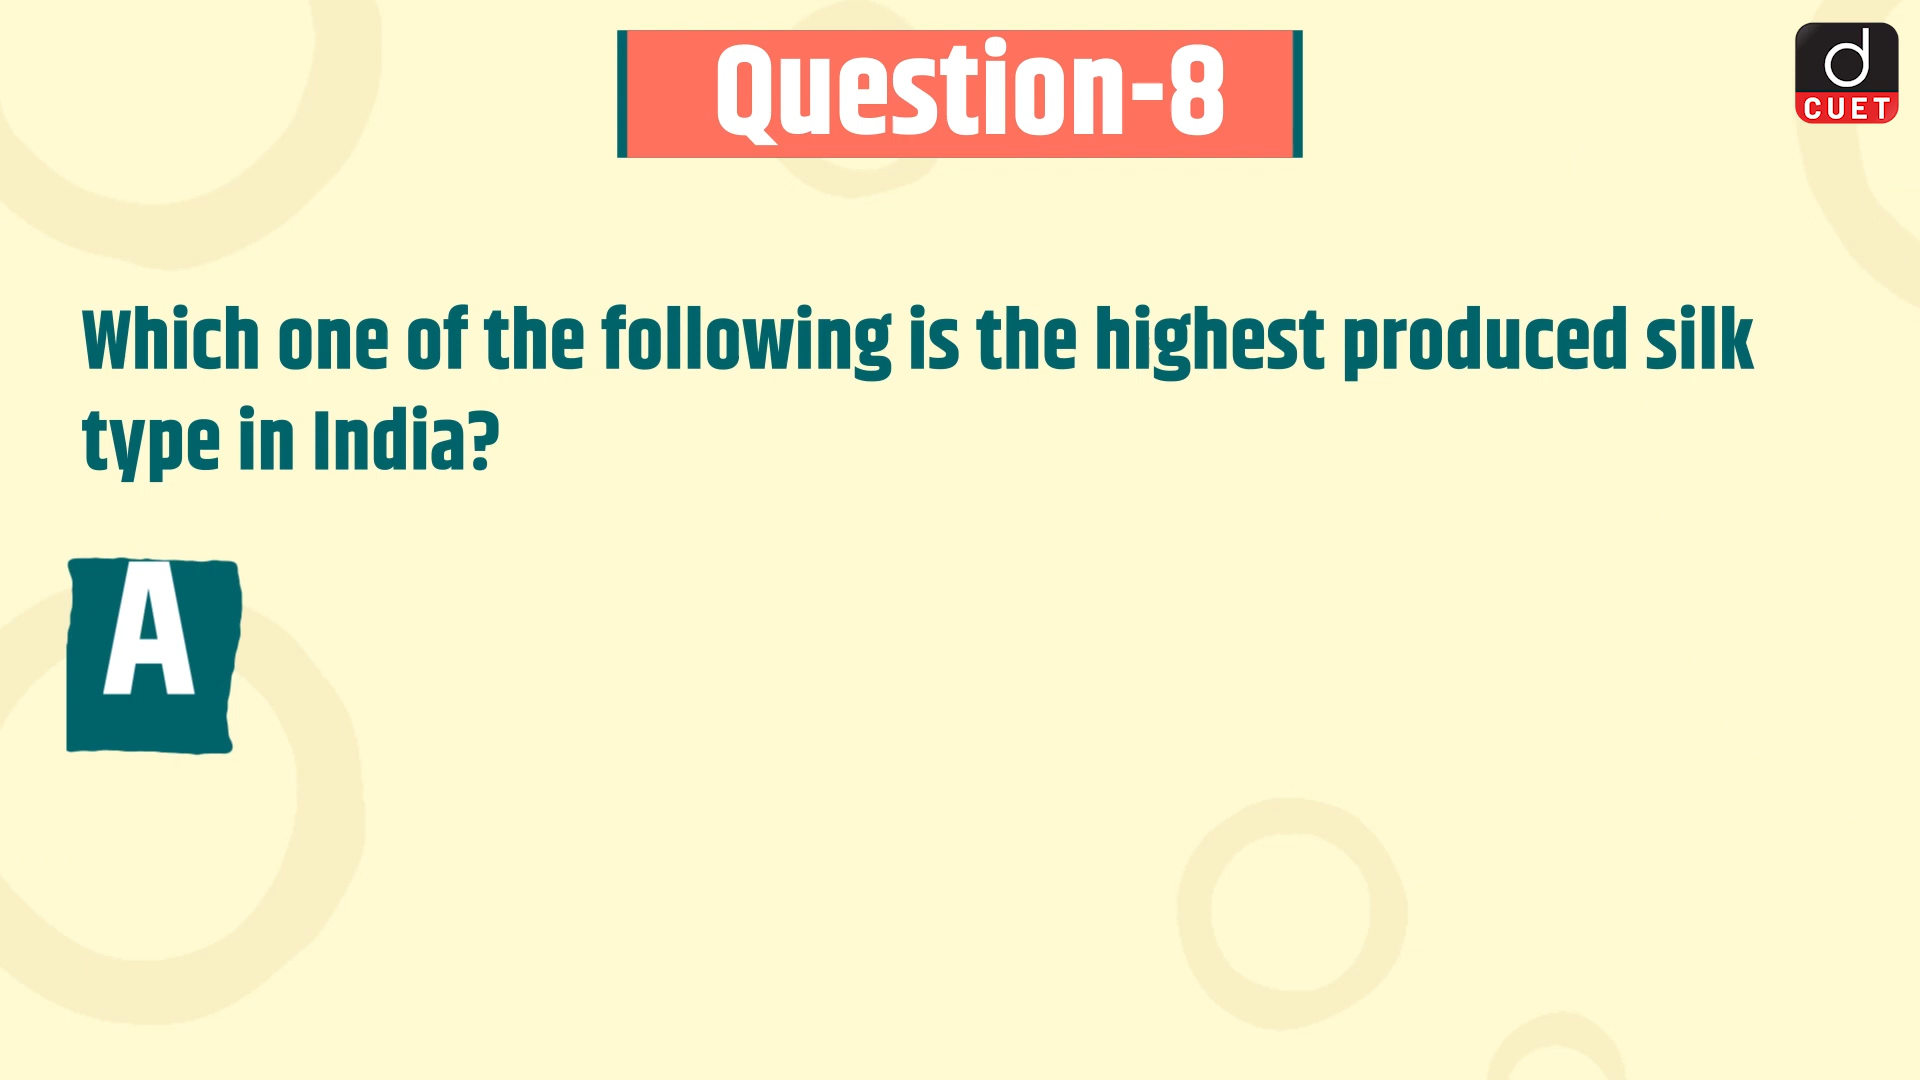 Question-8
d
CUET
Which one of the following is the highest produced silk
type in India?
A